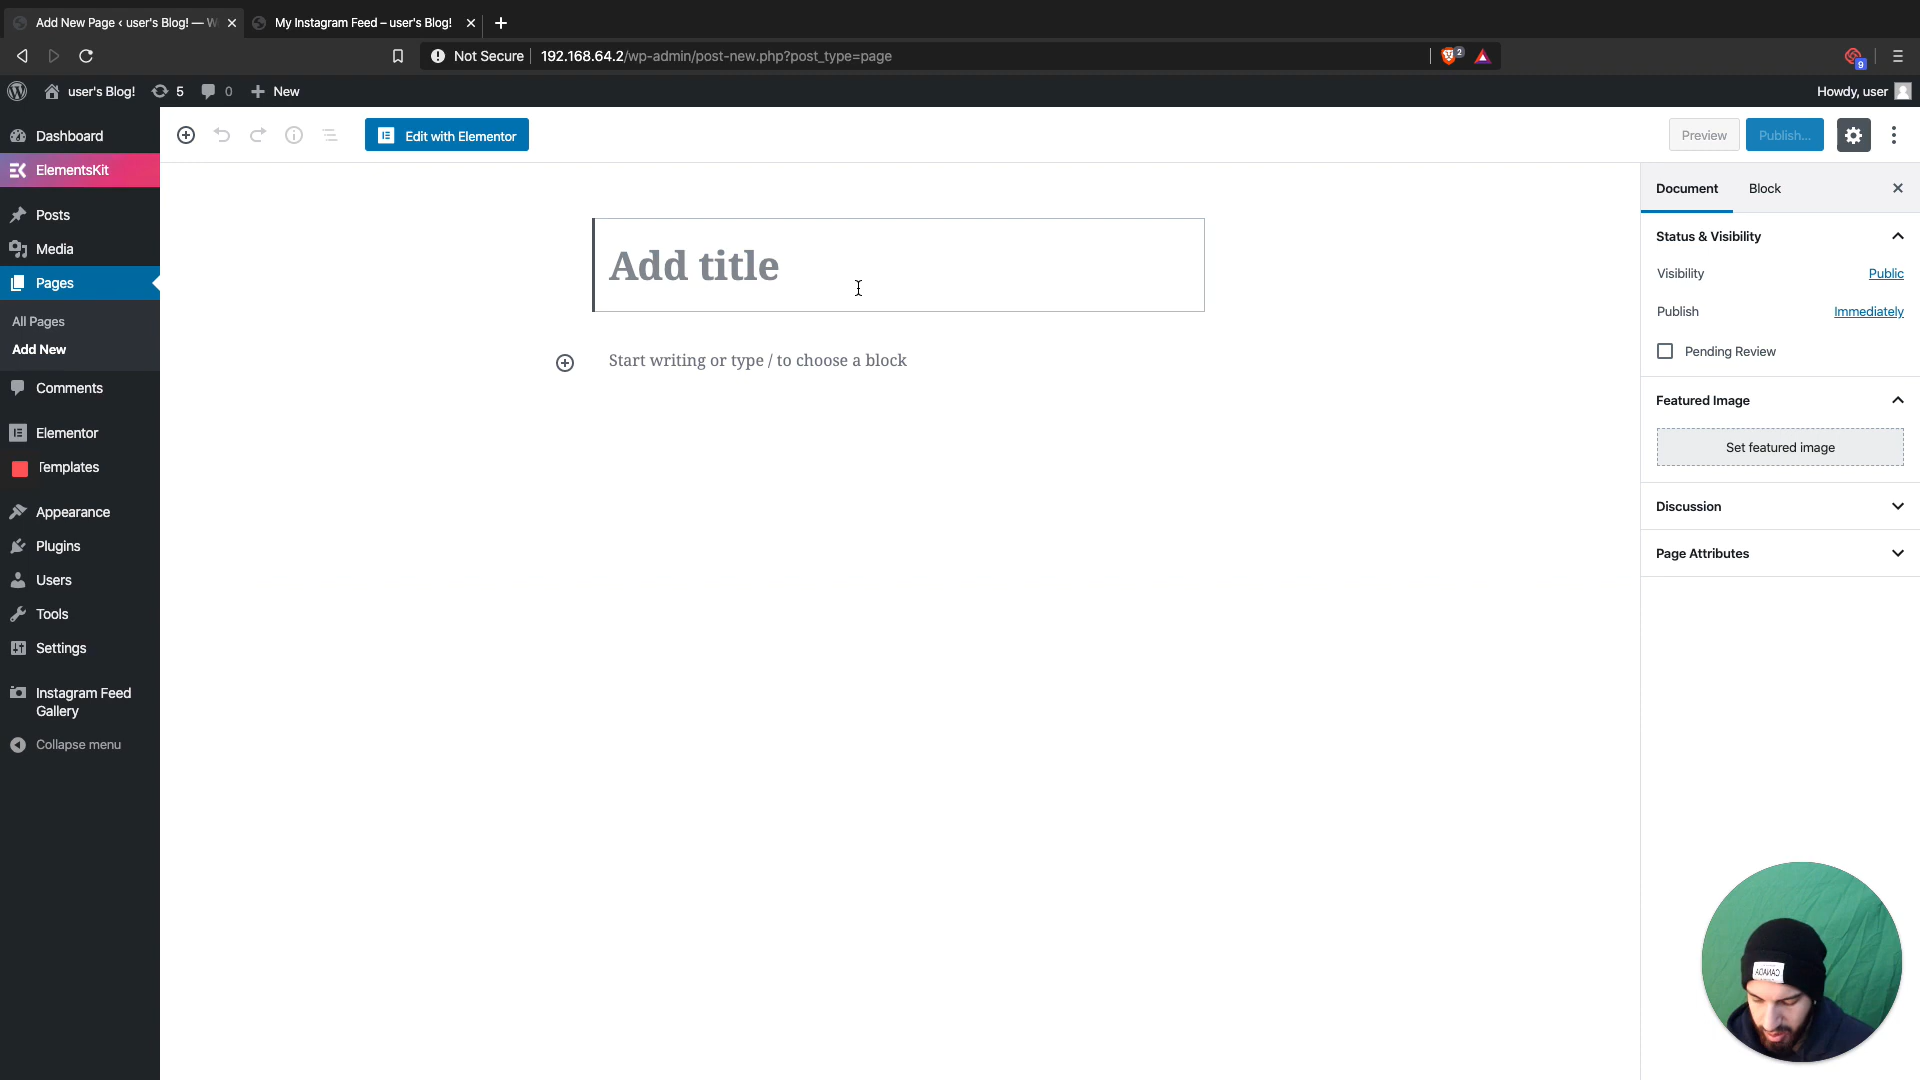 Add New Page ‹ user's Blog! — W
My Instagram Feed – user's Blog!
Not Secure
192.168.64.2/wp-admin/post-new.php?post_type=page
2
9
user's Blog!
5
0
New
Howdy, user
Dashboard
ElementsKit
Posts
Media
Pages
All Pages
Add New
Comments
Elementor
Templates
Appearance
Plugins
Users
Tools
Settings
Instagram Feed
Gallery
Collapse menu
Edit with Elementor
Preview
Publish...
Add title
Start writing or type / to choose a block
Document
Block
Status & Visibility
Visibility
Public
Publish
Immediately
Pending Review
Featured Image
Set featured image
Discussion
Page Attributes
CANADA